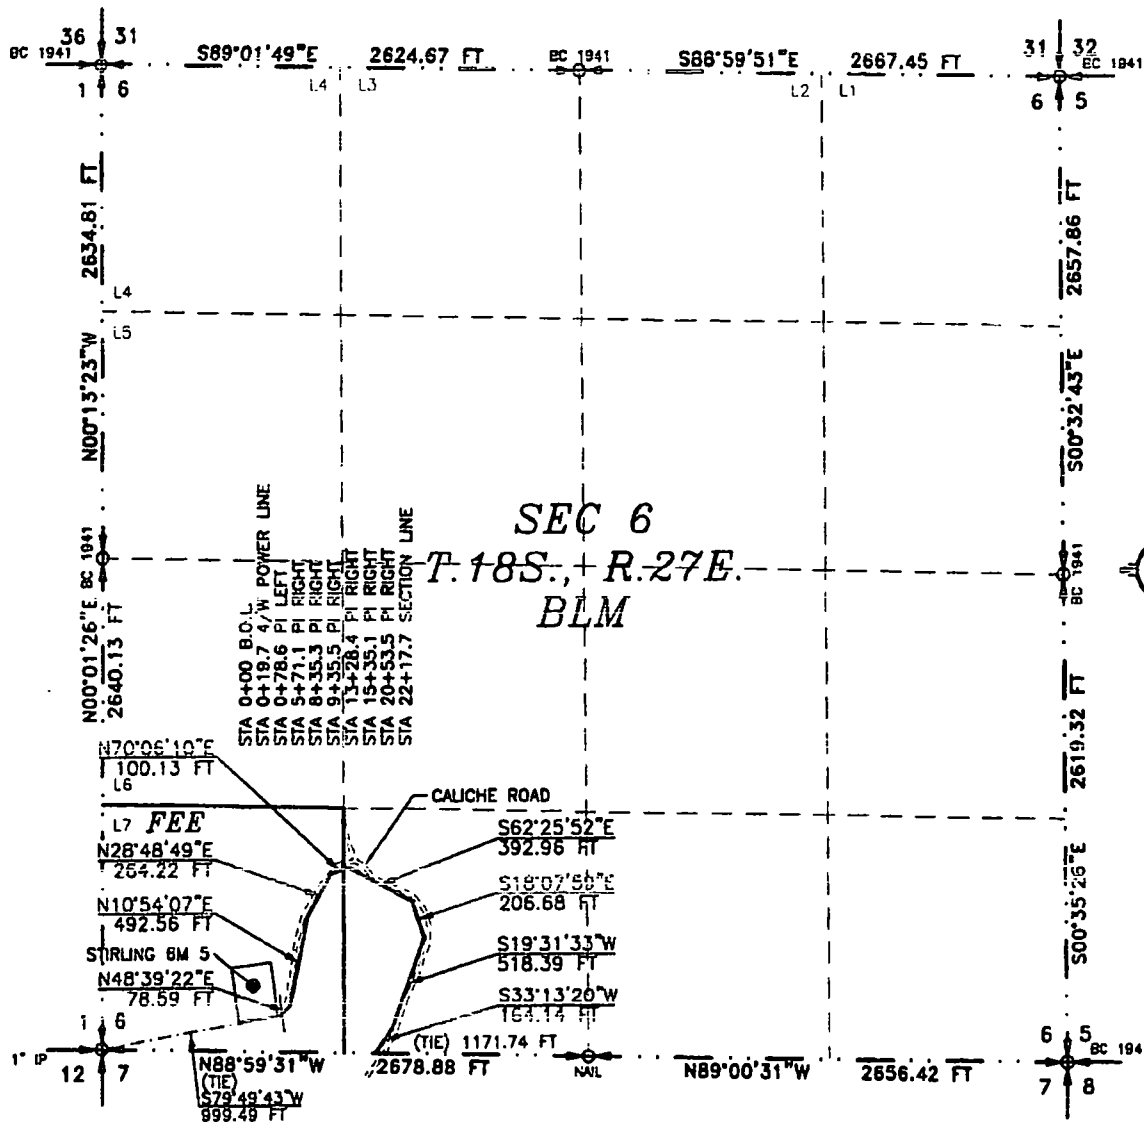 36 31
BC 1941
1 6
S89°01'49"E 2624.67 FT
BC 1941
S88°59'51"E 2667.45 FT
31 32
BC 1941
6 5
L4 L3
L2 L1
N00°13'23"W 2634.81 FT
L4
L5
2657.86 FT
S00°32'43"E
SEC 6
T.18S., R.27E.
BLM
BC 1941
BC 1941
N00°01'26"E
2640.13 FT
STA 0+00 B.O.L.
STA 0+19.7 4/W POWER LINE
STA 0+78.6 PI LEFT
STA 5+71.1 PI RIGHT
STA 8+35.3 PI RIGHT
STA 9+35.5 PI RIGHT
STA 13+28.4 PI RIGHT
STA 15+35.1 PI RIGHT
STA 20+53.5 PI RIGHT
STA 22+17.7 SECTION LINE
2619.32 FT
S00°35'26"E
N70°06'10"E
100.13 FT
L6
L7 FEE
CALICHE ROAD
N28°48'49"E
264.22 FT
N10°54'07"E
492.56 FT
STIRLING 6M 5
N48°39'22"E
78.59 FT
S62°25'52"E
392.96 FT
S18°07'59"E
206.68 FT
S19°31'33"W
518.39 FT
S33°13'20"W
164.14 FT
(TIE) 1171.74 FT
1 6
1" IP
12 7
N88°59'31"W 2678.88 FT
(TIE)
S79°49'43"W
999.49 FT
NAIL
N89°00'31"W 2656.42 FT
6 5
BC 194
7 8